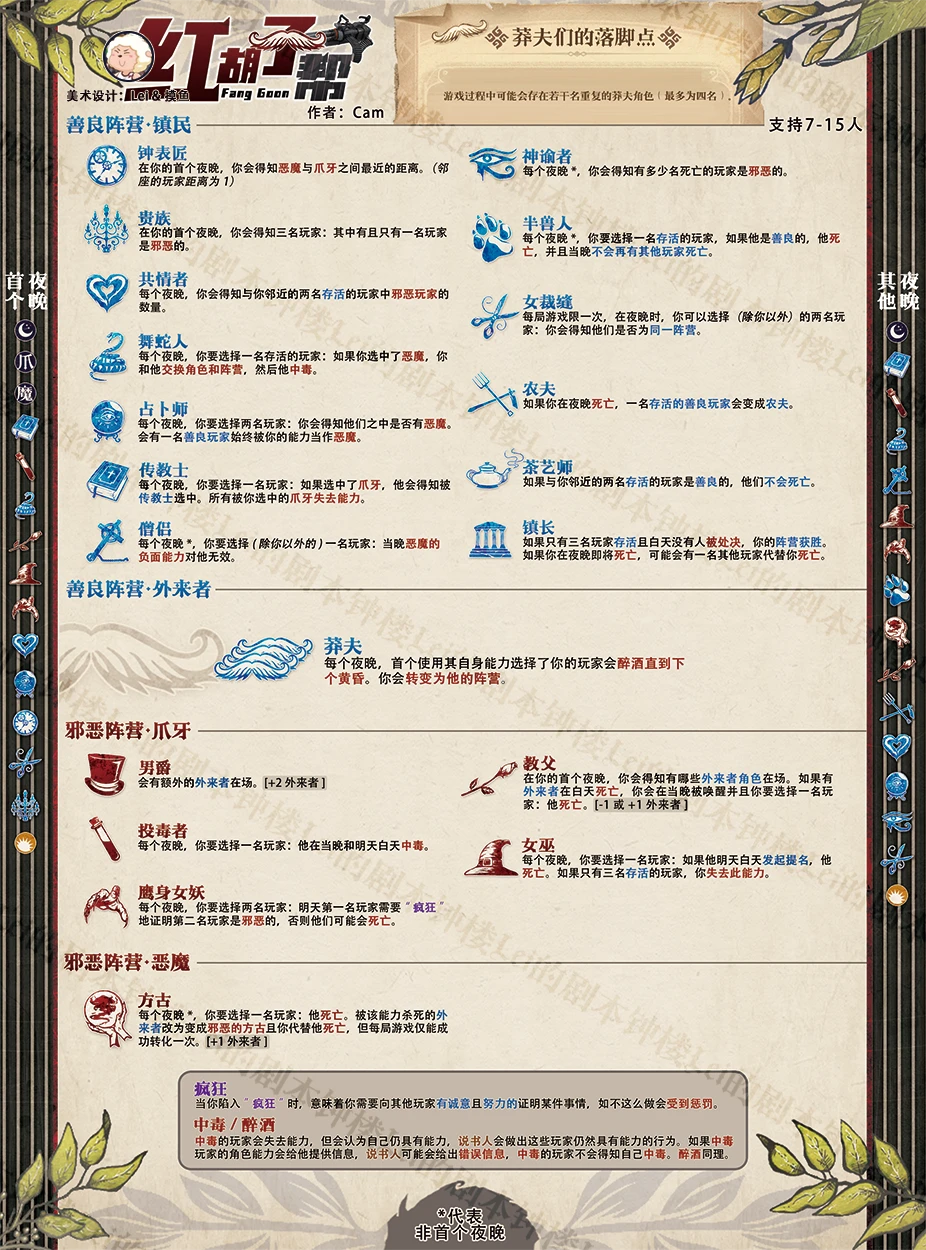 红胡子帮
Fang Goon
美术设计：Lei & 摸鱼
作者：Cam
莽夫们的落脚点
游戏过程中可能会存在若干名重复的莽夫角色（最多为四名）.
支持7-15人
善良阵营·镇民
钟表匠
在你的首个夜晚，你会得知恶魔与爪牙之间最近的距离。（邻
座的玩家距离为 1）
贵族
在你的首个夜晚，你会得知三名玩家：其中有且只有一名玩家
是邪恶的。
共情者
每个夜晚，你会得知与你邻近的两名存活的玩家中邪恶玩家的
数量。
舞蛇人
每个夜晚，你要选择一名存活的玩家：如果你选中了恶魔，你
和他交换角色和阵营，然后他中毒。
占卜师
每个夜晚，你要选择两名玩家：你会得知他们之中是否有恶魔。
会有一名善良玩家始终被你的能力当作恶魔。
传教士
每个夜晚，你要选择一名玩家：如果选中了爪牙，他会得知被
传教士选中。所有被你选中的爪牙失去能力。
僧侣
每个夜晚 *，你要选择 ( 除你以外的 ) 一名玩家：当晚恶魔的
负面能力对他无效。
神谕者
每个夜晚 *，你会得知有多少名死亡的玩家是邪恶的。
半兽人
每个夜晚 *，你要选择一名存活的玩家，如果他是善良的，他死
亡，并且当晚不会再有其他玩家死亡。
女裁缝
每局游戏限一次，在夜晚时，你可以选择（除你以外）的两名玩
家：你会得知他们是否为同一阵营。
农夫
如果你在夜晚死亡，一名存活的善良玩家会变成农夫。
茶艺师
如果与你邻近的两名存活的玩家是善良的，他们不会死亡。
镇长
如果只有三名玩家存活且白天没有人被处决，你的阵营获胜。
如果你在夜晚即将死亡，可能会有一名其他玩家代替你死亡。
善良阵营·外来者
莽夫
每个夜晚，首个使用其自身能力选择了你的玩家会醉酒直到下
个黄昏。你会转变为他的阵营。
邪恶阵营·爪牙
男爵
会有额外的外来者在场。[+2 外来者 ]
投毒者
每个夜晚，你要选择一名玩家：他在当晚和明天白天中毒。
鹰身女妖
每个夜晚，你要选择两名玩家：明天第一名玩家需要 " 疯狂 "
地证明第二名玩家是邪恶的，否则他们可能会死亡。
教父
在你的首个夜晚，你会得知有哪些外来者角色在场。如果有
外来者在白天死亡，你会在当晚被唤醒并且你要选择一名玩
家：他死亡。[-1 或 +1 外来者 ]
女巫
每个夜晚，你要选择一名玩家：如果他明天白天发起提名，他
死亡。如果只有三名存活的玩家，你失去此能力。
邪恶阵营·恶魔
方古
每个夜晚 *，你要选择一名玩家：他死亡。被该能力杀死的外
来者改为变成邪恶的方古且你代替他死亡，但每局游戏仅能成
功转化一次。[+1 外来者 ]
疯狂
当你陷入 " 疯狂 " 时，意味着你需要向其他玩家有诚意且努力的证明某件事情，如不这么做会受到惩罚。
中毒 / 醉酒
中毒的玩家会失去能力，但会认为自己仍具有能力，说书人会做出这些玩家仍然具有能力的行为。如果中毒
玩家的角色能力会给他提供信息，说书人可能会给出错误信息，中毒的玩家不会得知自己中毒。醉酒同理。
*代表
非首个夜晚
首个夜晚
爪
魔
其他夜晚